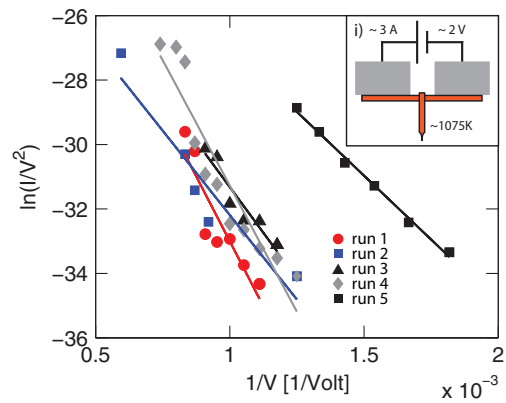 −26
−28
−30
−32
−34
−36
ln(I/V²)
i)
~ 3 A
~ 2 V
~1075K
run 1
run 2
run 3
run 4
run 5
0.5
1
1.5
2
x 10⁻³
1/V [1/Volt]